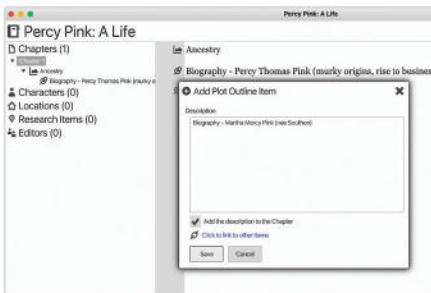 Percy Pink: A Life
Percy Pink: A Life
Chapters (1)
Chapter 1
Ancestry
Biography - Percy Thomas Pink (murky o
Characters (0)
Locations (0)
Research Items (0)
Editors (0)
Ancestry
Biography - Percy Thomas Pink (murky origins, rise to busines
Add Plot Outline Item
Description
Biography - Martha Mercy Pink (nee Southon)
Add the description to the Chapter
Click to link to other items
Save
Cancel